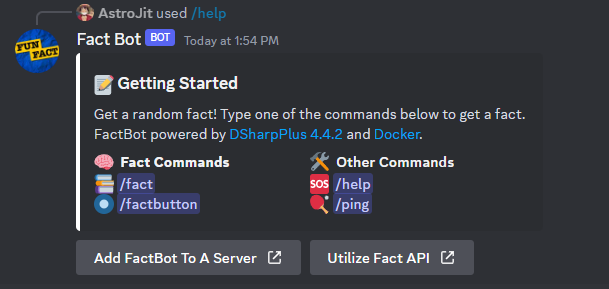 AstroJit used /help
FUN
FACT
Fact Bot BOT Today at 1:54 PM
Getting Started
Get a random fact! Type one of the commands below to get a fact.
FactBot powered by DSharpPlus 4.4.2 and Docker.
Fact Commands
/fact
/factbutton
Other Commands
SOS /help
/ping
Add FactBot To A Server
Utilize Fact API